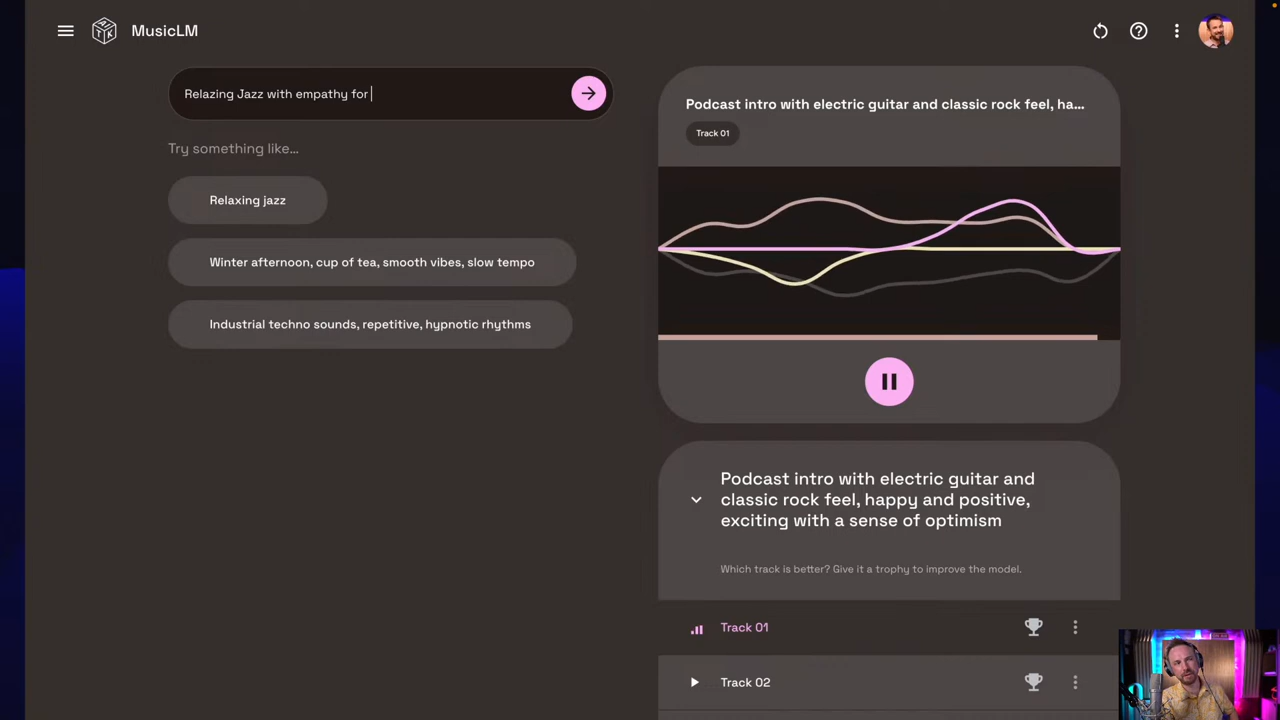 MusicLM
Relazing Jazz with empathy for
Try something like...
Relaxing jazz
Winter afternoon, cup of tea, smooth vibes, slow tempo
Industrial techno sounds, repetitive, hypnotic rhythms
Podcast intro with electric guitar and classic rock feel, ha...
Track 01
Podcast intro with electric guitar and
classic rock feel, happy and positive,
exciting with a sense of optimism
Which track is better? Give it a trophy to improve the model.
Track 01
Track 02